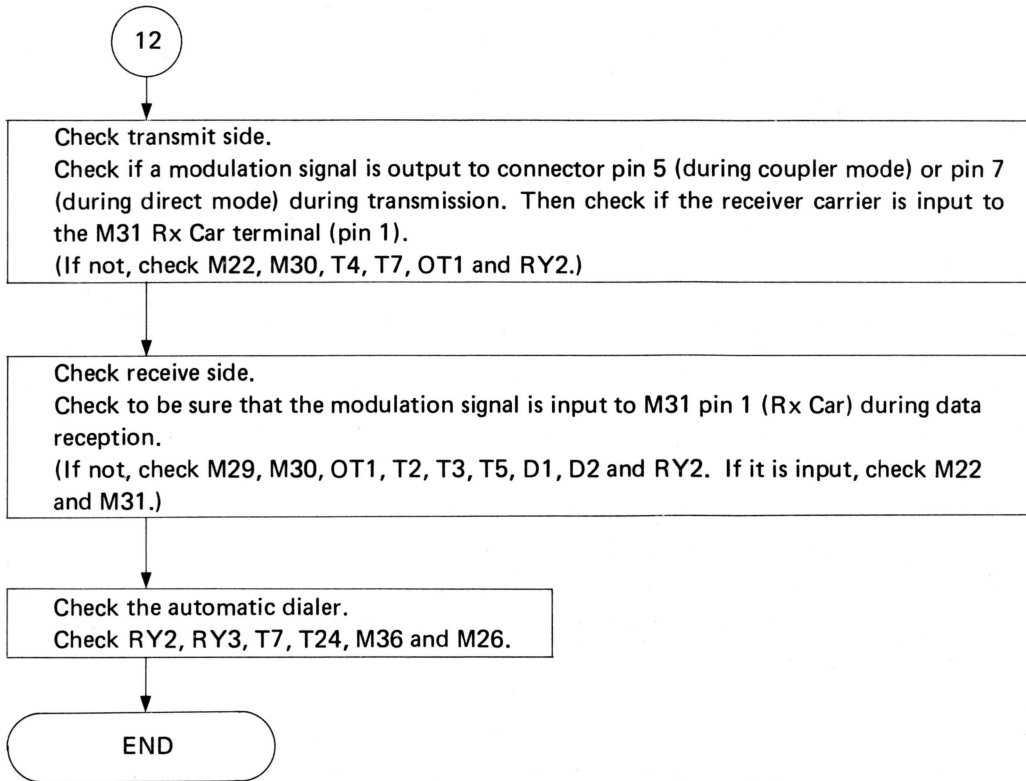 12
Check transmit side.
Check if a modulation signal is output to connector pin 5 (during coupler mode) or pin 7
(during direct mode) during transmission. Then check if the receiver carrier is input to
the M31 Rx Car terminal (pin 1).
(If not, check M22, M30, T4, T7, OT1 and RY2.)
Check receive side.
Check to be sure that the modulation signal is input to M31 pin 1 (Rx Car) during data
reception.
(If not, check M29, M30, OT1, T2, T3, T5, D1, D2 and RY2. If it is input, check M22
and M31.)
Check the automatic dialer.
Check RY2, RY3, T7, T24, M36 and M26.
END